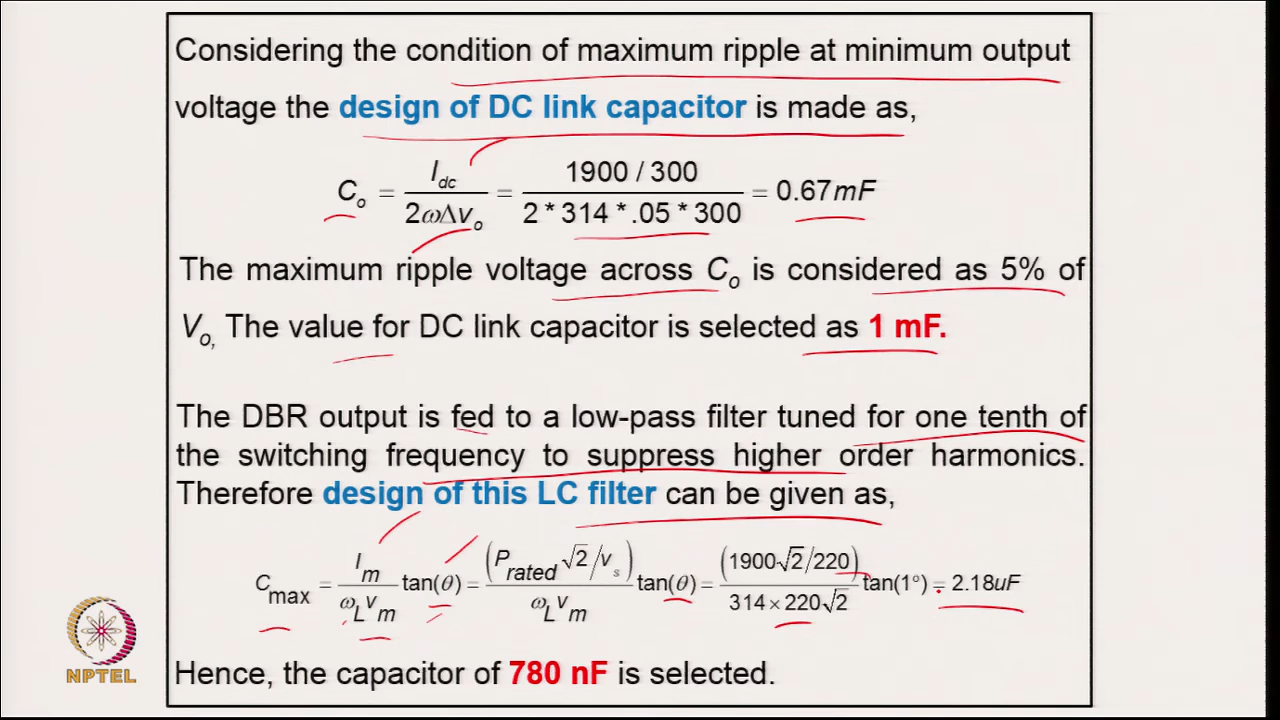 Considering the condition of maximum ripple at minimum output
voltage the design of DC link capacitor is made as,
C_o = I_dc / 2ωΔv_o = 1900 / 300 / 2 * 314 * .05 * 300 = 0.67mF
The maximum ripple voltage across C_o is considered as 5% of
V_o, The value for DC link capacitor is selected as 1 mF.
The DBR output is fed to a low-pass filter tuned for one tenth of
the switching frequency to suppress higher order harmonics.
Therefore design of this LC filter can be given as,
C_max = I_m / ω_L v_m tan(θ) = (P_rated √2 / v_s) / ω_L v_m tan(θ) = (1900√2/220) / 314×220√2 tan(1°) = 2.18uF
Hence, the capacitor of 780 nF is selected.
NPTEL